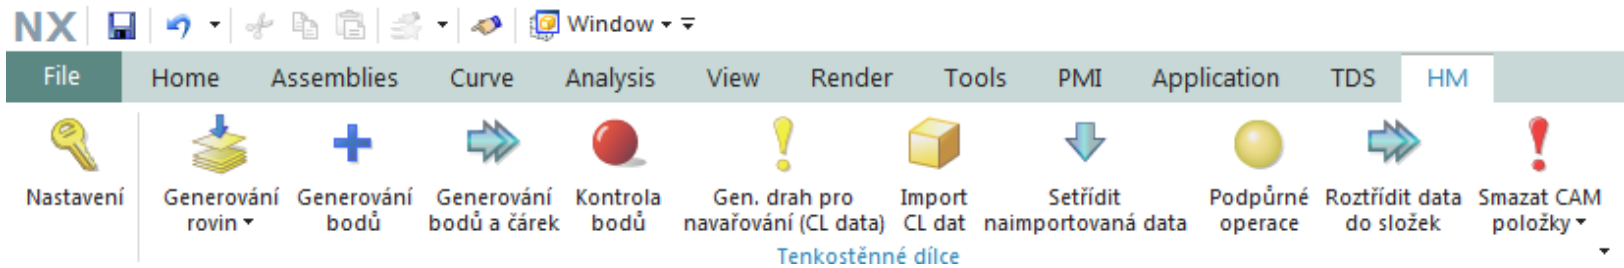 NX Window
File Home Assemblies Curve Analysis View Render Tools PMI Application TDS HM
Nastavení Generování Generování Generování Kontrola Gen. drah pro Import Setřídit Podpůrné Roztřídit data Smazat CAM
rovin bodů bodů a čárek bodů navařování (CL data) CL dat naimportovaná data operace do složek položky
Tenkostěnné dílce